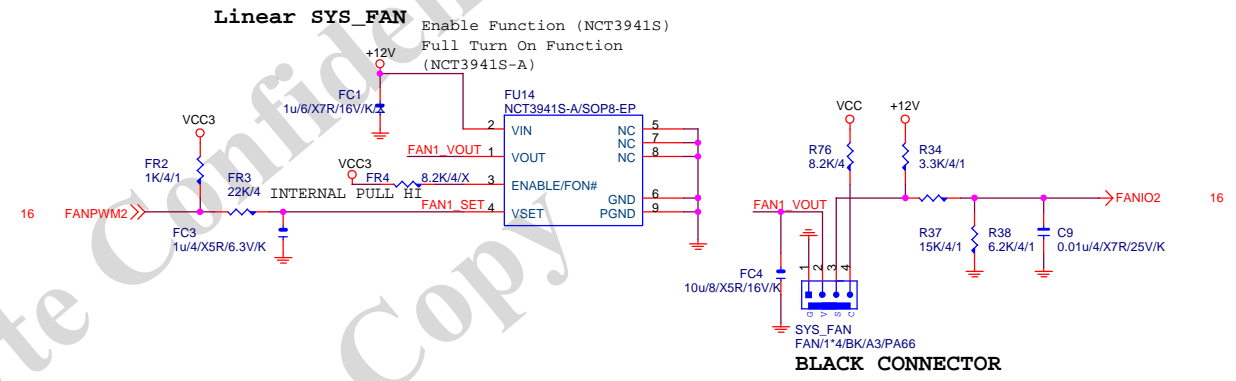 Linear SYS_FAN
Enable Function (NCT3941S)
Full Turn On Function
(NCT3941S-A)
+12V
FC1
1u/6/X7R/16V/K/
FU14
NCT3941S-A/SOP8-EP
2 VIN
1 VOUT
3 ENABLE/FON#
4 VSET
NC 5
NC 7
NC 8
GND 6
PGND 9
FAN1_VOUT
VCC3
FR4 8.2K/4/X
INTERNAL PULL HI
FAN1_SET
VCC3
FR2
1K/4/1
FR3
22K/4
16 FANPWM2
FC3
1u/4/X5R/6.3V/K
VCC
+12V
R76
8.2K/4
R34
3.3K/4/1
FAN1_VOUT
FANIO2 16
R37
15K/4/1
R38
6.2K/4/1
C9
0.01u/4/X7R/25V/K
FC4
10u/8/X5R/16V/K
1 2 3 4
G V S C
SYS_FAN
FAN/1*4/BK/A3/PA66
BLACK CONNECTOR
Copy